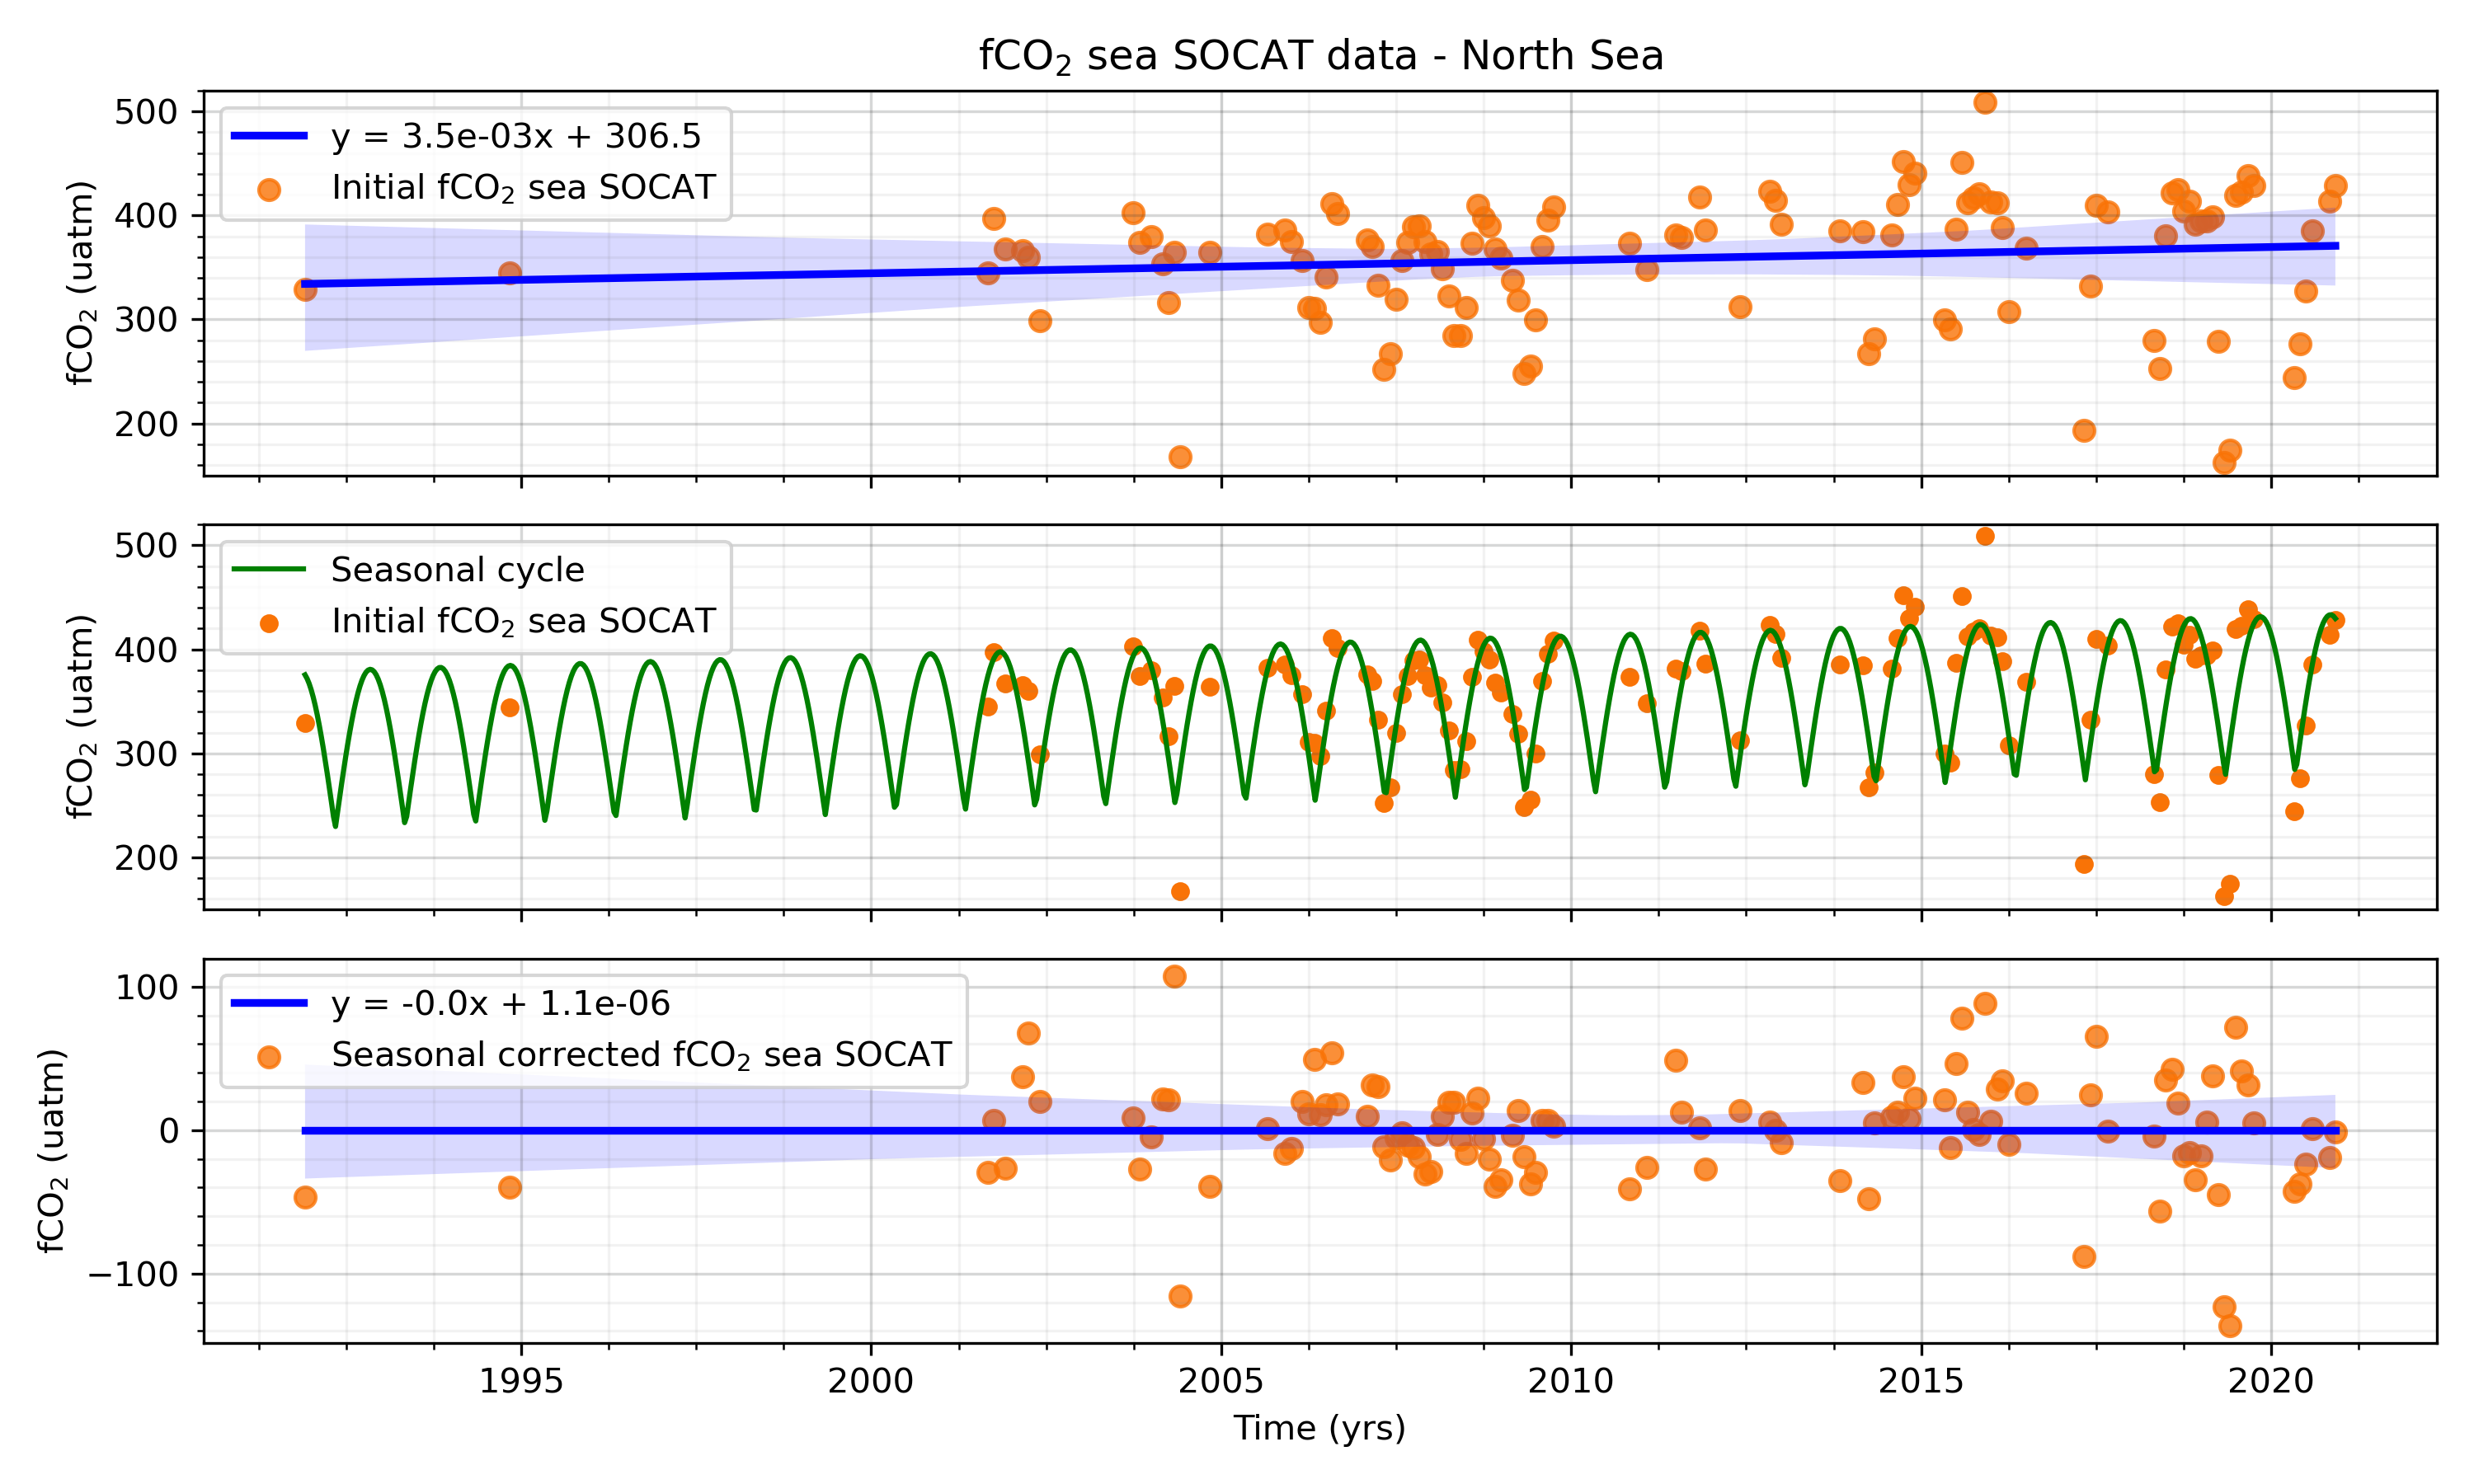 fCO₂ sea SOCAT data - North Sea
500
400
300
200
fCO₂ (uatm)
y = 3.5e-03x + 306.5
Initial fCO₂ sea SOCAT
500
400
300
200
fCO₂ (uatm)
Seasonal cycle
Initial fCO₂ sea SOCAT
100
0
−100
fCO₂ (uatm)
y = -0.0x + 1.1e-06
Seasonal corrected fCO₂ sea SOCAT
1995 2000 2005 2010 2015 2020
Time (yrs)